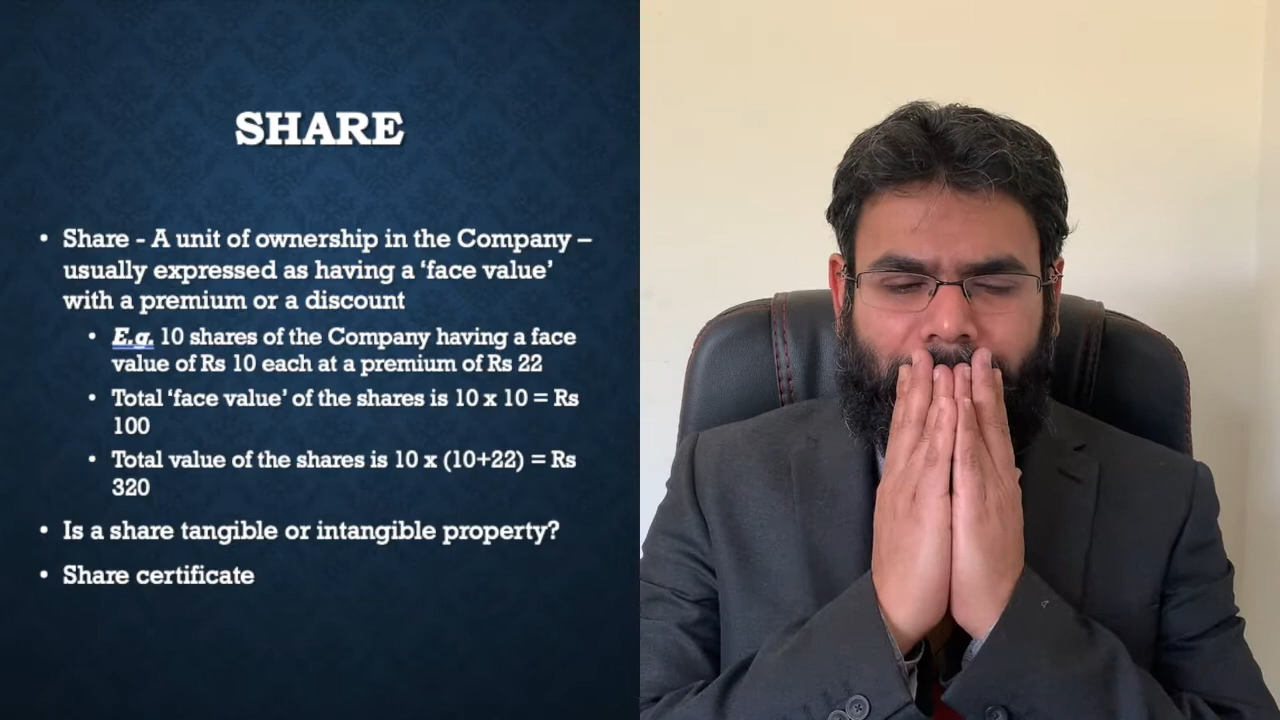 SHARE
• Share - A unit of ownership in the Company –
usually expressed as having a ‘face value’
with a premium or a discount
• E.g. 10 shares of the Company having a face
value of Rs 10 each at a premium of Rs 22
• Total ‘face value’ of the shares is 10 x 10 = Rs
100
• Total value of the shares is 10 x (10+22) = Rs
320
• Is a share tangible or intangible property?
• Share certificate